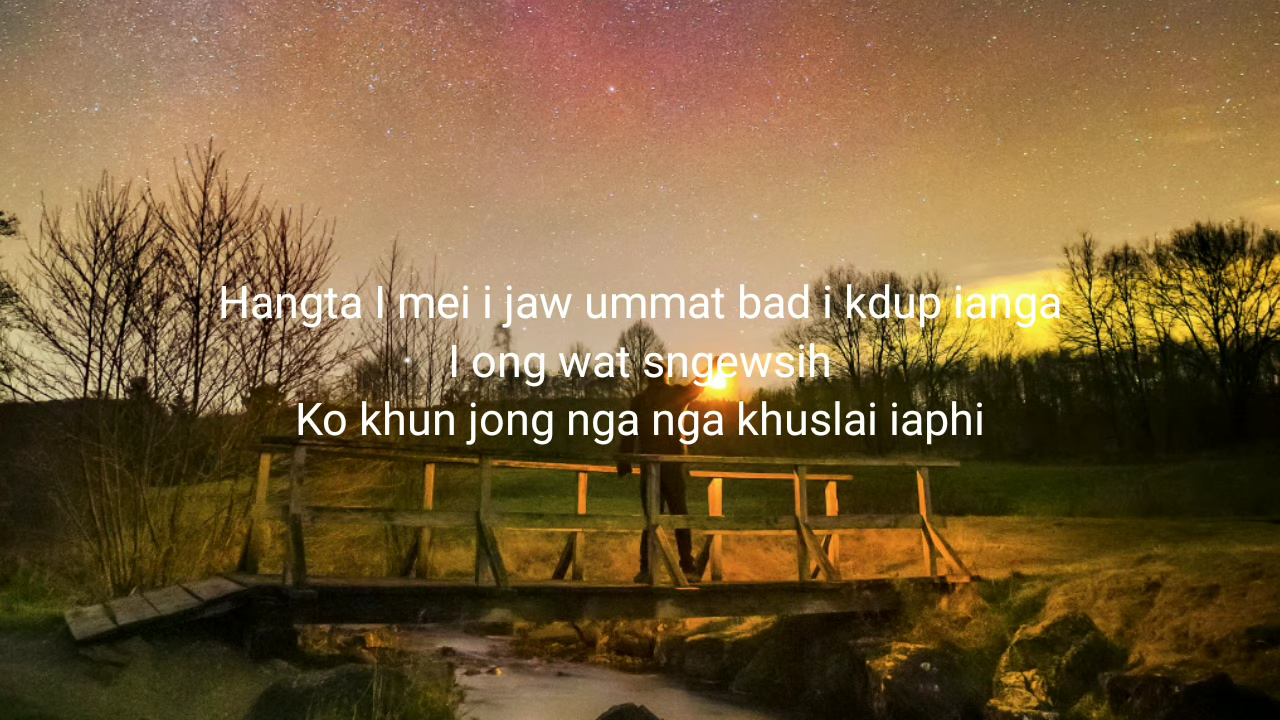 Hangta I mei i jaw ummat bad i kdup ianga
I ong wat sngewsih
Ko khun jong nga nga khuslai iaphi